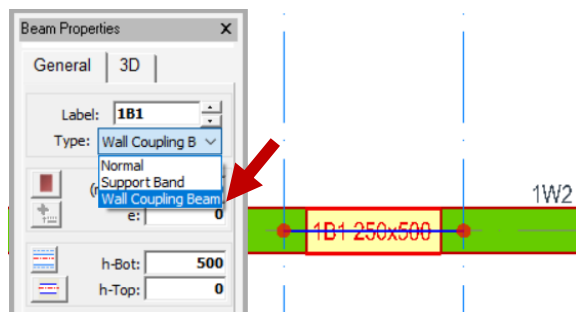 Beam Properties X
General 3D
Label: 1B1
Type: Wall Coupling B
Normal
Support Band
Wall Coupling Beam
e: 0
h-Bot: 500
h-Top: 0
1B1 250x500
1W2